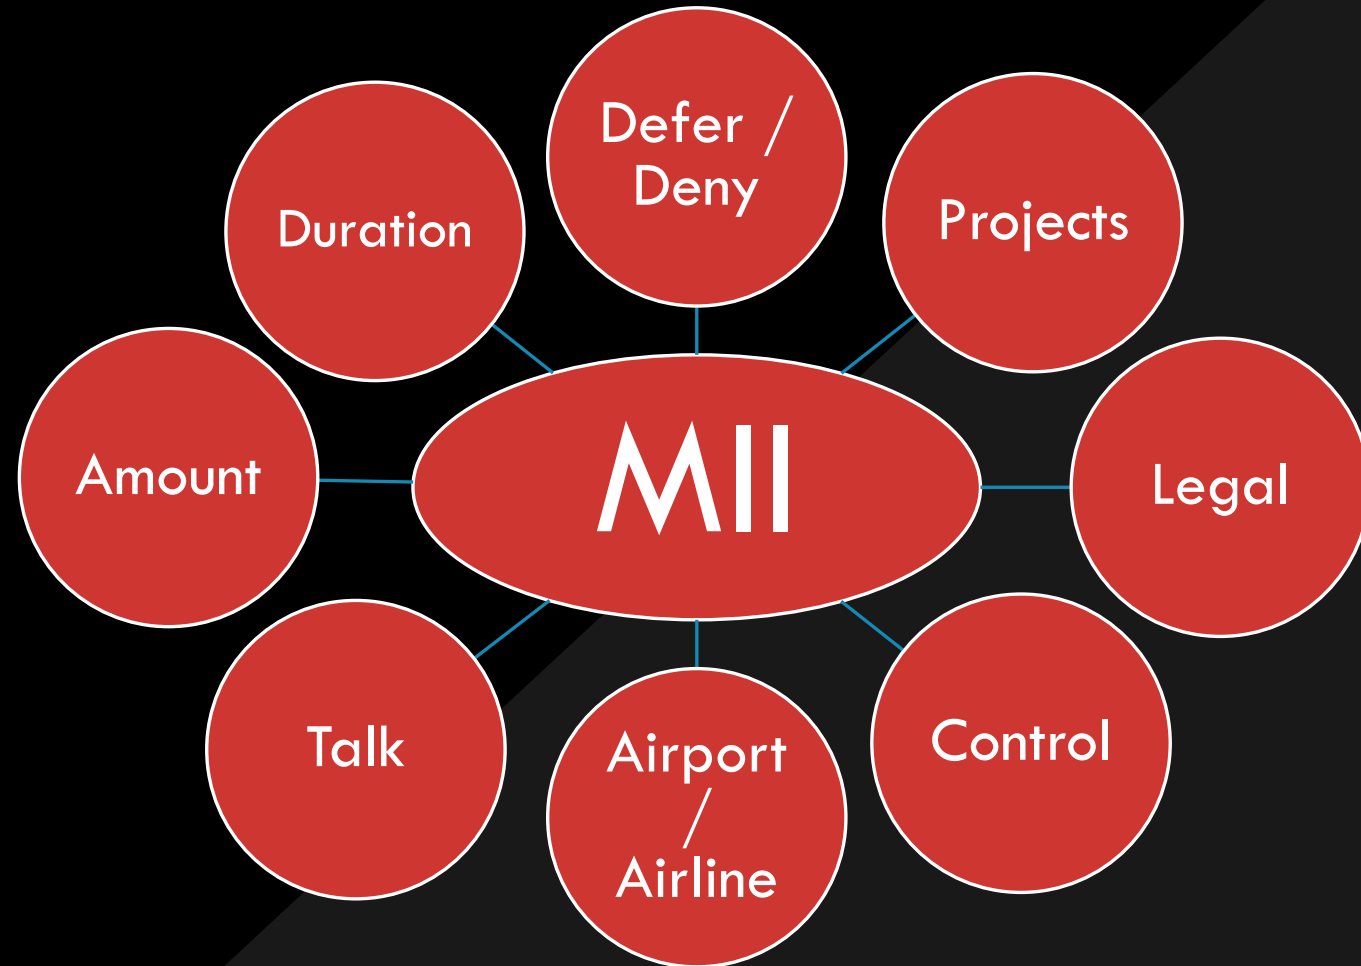 Defer /
Deny
Projects
Duration
MII
Legal
Amount
Control
Talk
Airport
/
Airline